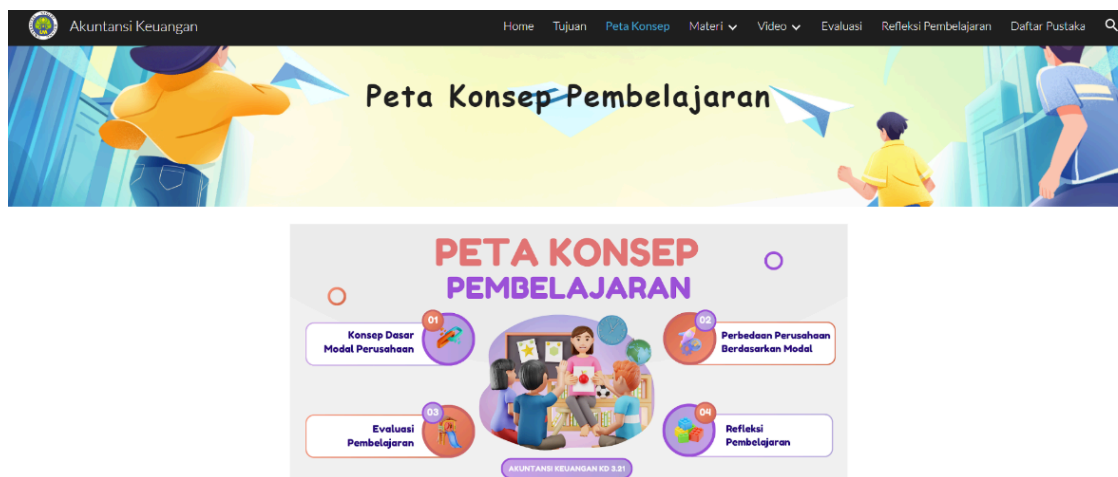 Akuntansi Keuangan
Home Tujuan Peta Konsep Materi Video Evaluasi Refleksi Pembelajaran Daftar Pustaka
Peta Konsep Pembelajaran
PETA KONSEP
PEMBELAJARAN
01
Konsep Dasar
Modal Perusahaan
02
Perbedaan Perusahaan
Berdasarkan Modal
03
Evaluasi
Pembelajaran
04
Refleksi
Pembelajaran
AKUNTANSI KEUANGAN KD 3.21